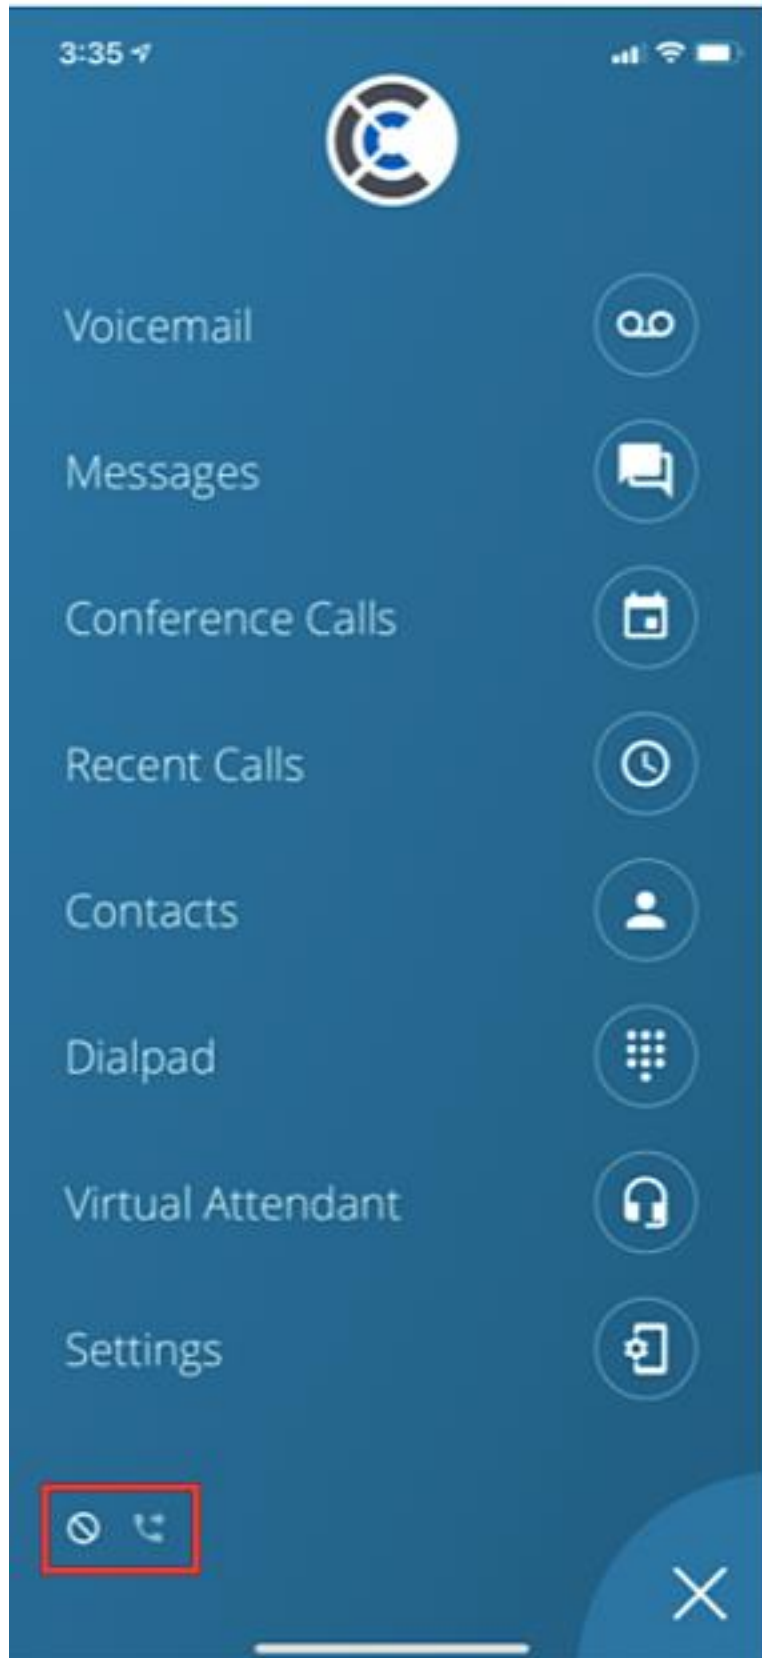 3:35
Voicemail
Messages
Conference Calls
Recent Calls
Contacts
Dialpad
Virtual Attendant
Settings